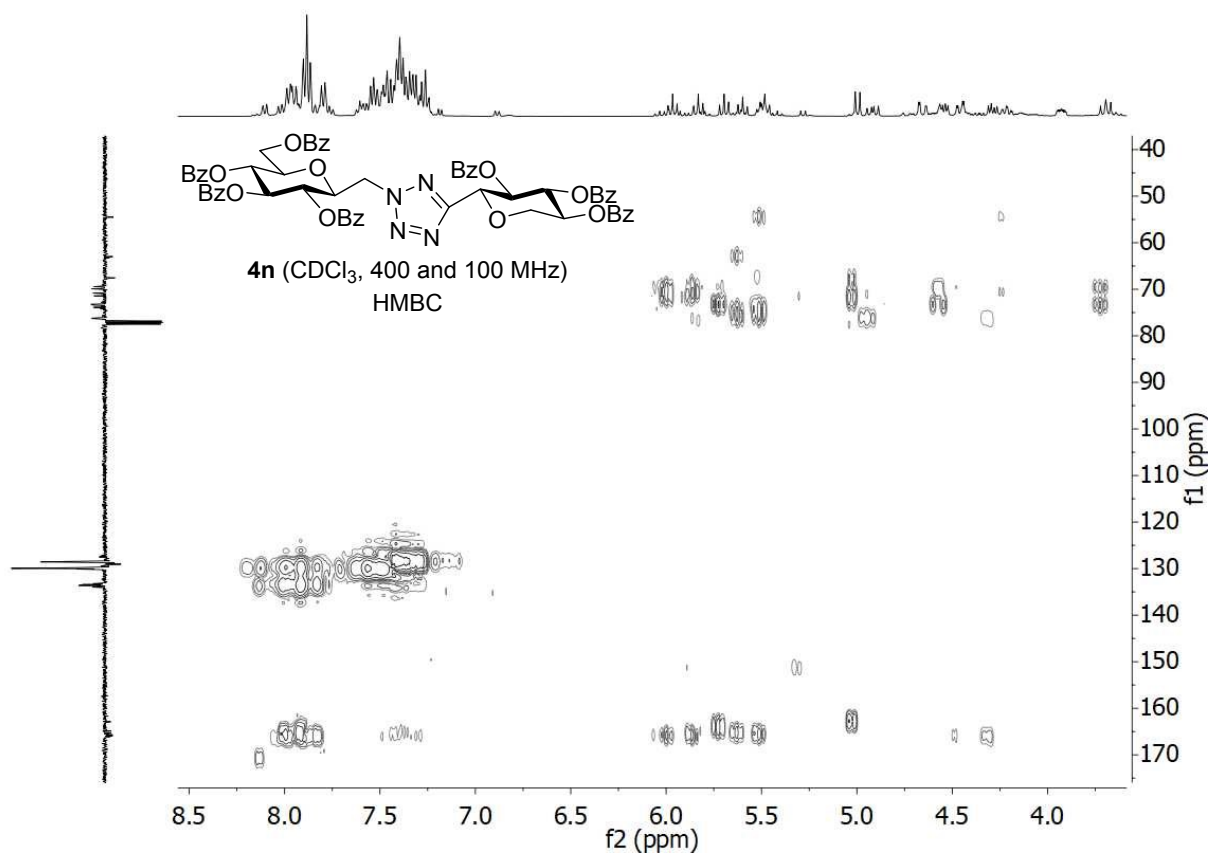 OBz
O
BzO
BzO
OBz
N
N
N
N
BzO
O
OBz
OBz
4n (CDCl₃, 400 and 100 MHz)
HMBC
40
50
60
70
80
90
100
110
120
130
140
150
160
170
f1 (ppm)
8.5 8.0 7.5 7.0 6.5 6.0 5.5 5.0 4.5 4.0
f2 (ppm)